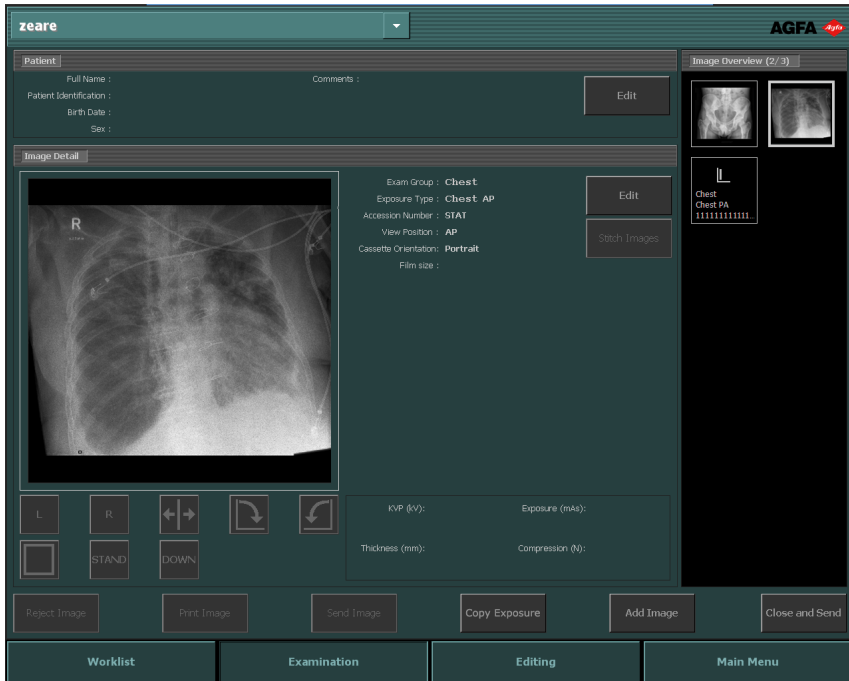 zeare
AGFA Agfa
Patient
Full Name :
Comments :
Patient Identification :
Birth Date :
Sex :
Edit
Image Overview (2/3)
Image Detail
R
Exam Group : Chest
Exposure Type : Chest AP
Accession Number : STAT
View Position : AP
Cassette Orientation: Portrait
Film size :
Edit
Stitch Images
L
Chest
Chest PA
111111111111...
L
R
STAND
DOWN
KVP (kV):
Exposure (mAs):
Thickness (mm):
Compression (N):
Reject Image
Print Image
Send Image
Copy Exposure
Add Image
Close and Send
Worklist
Examination
Editing
Main Menu